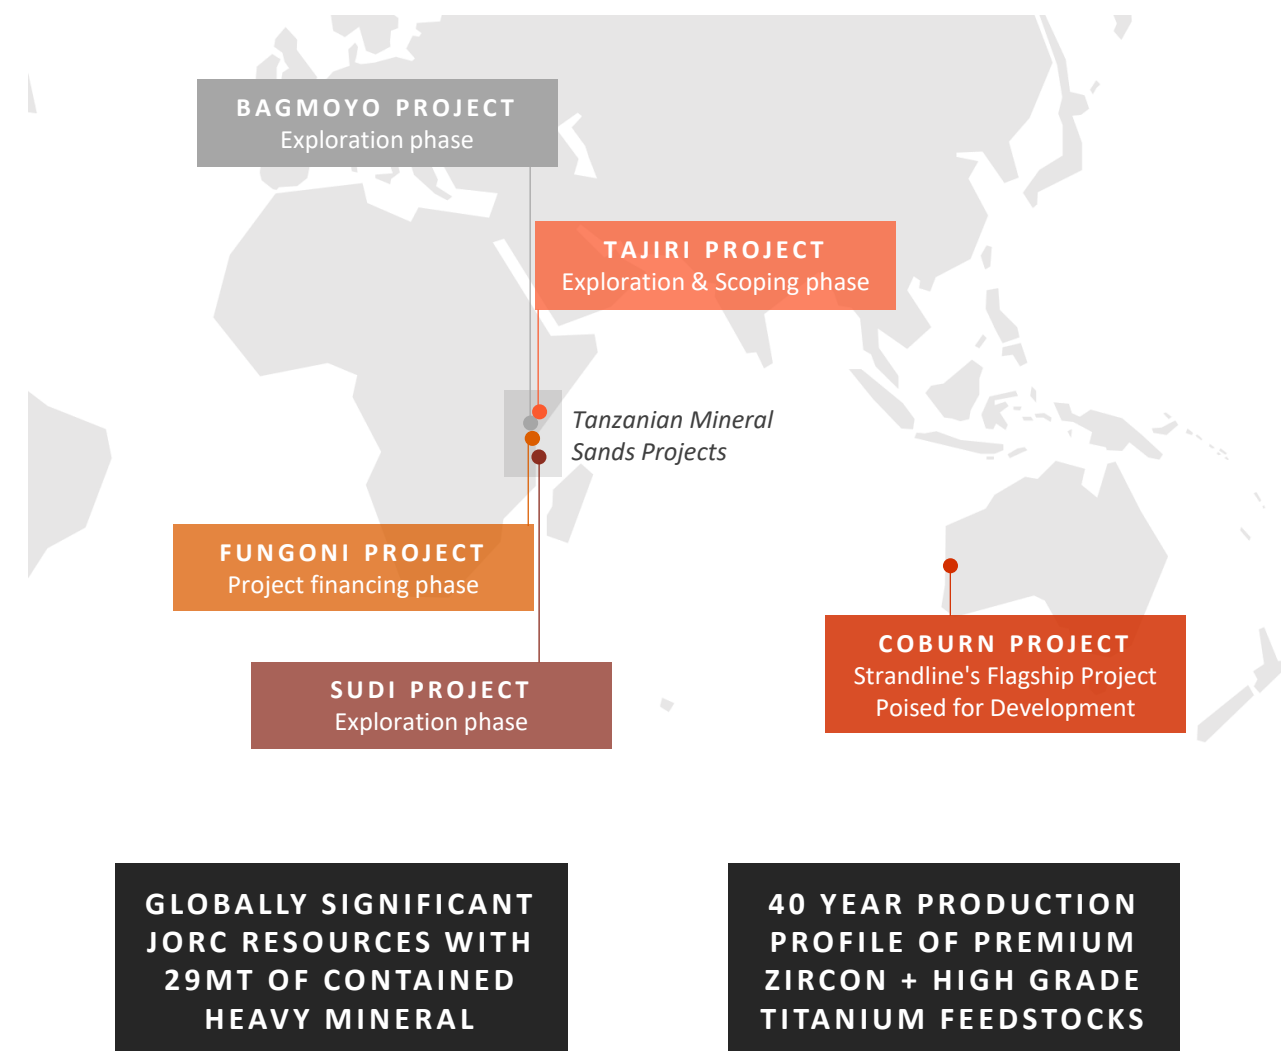 BAGMOYO PROJECT
Exploration phase
TAJIRI PROJECT
Exploration & Scoping phase
Tanzanian Mineral
Sands Projects
FUNGONI PROJECT
Project financing phase
SUDI PROJECT
Exploration phase
COBURN PROJECT
Strandline's Flagship Project
Poised for Development
GLOBALLY SIGNIFICANT
JORC RESOURCES WITH
29MT OF CONTAINED
HEAVY MINERAL
40 YEAR PRODUCTION
PROFILE OF PREMIUM
ZIRCON + HIGH GRADE
TITANIUM FEEDSTOCKS